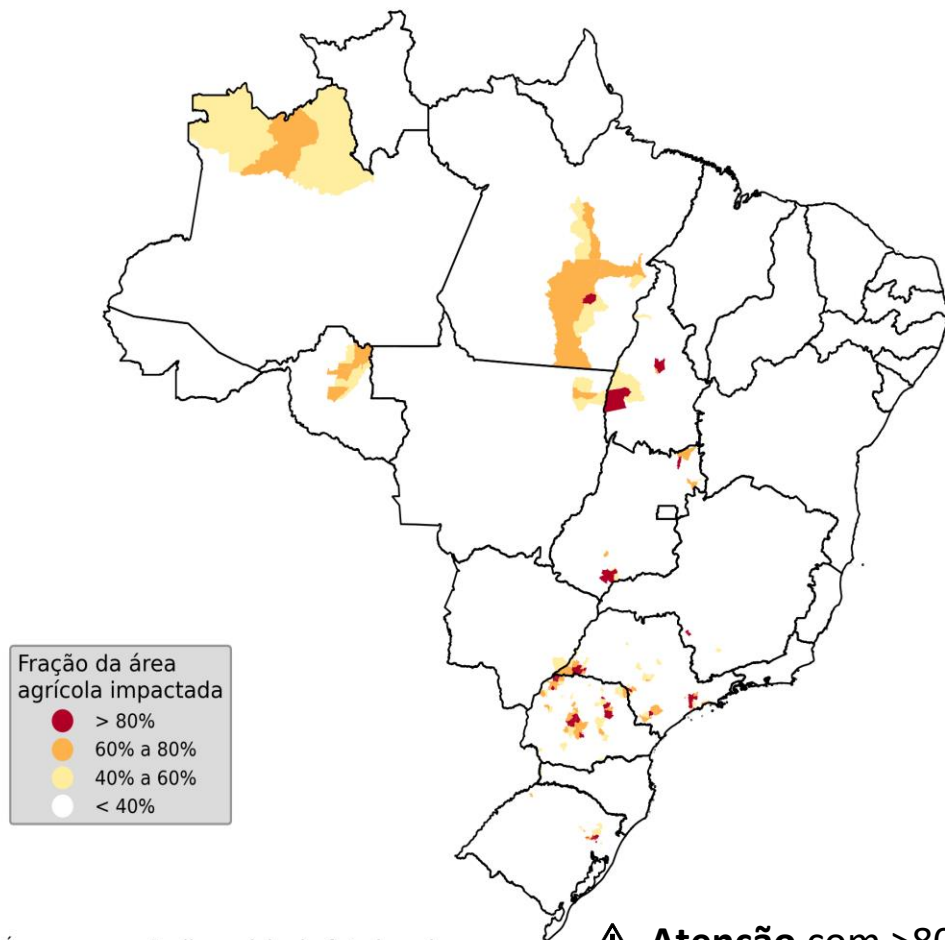 Fração da área
agrícola impactada
> 80%
60% a 80%
40% a 60%
< 40%
Atenção com >80